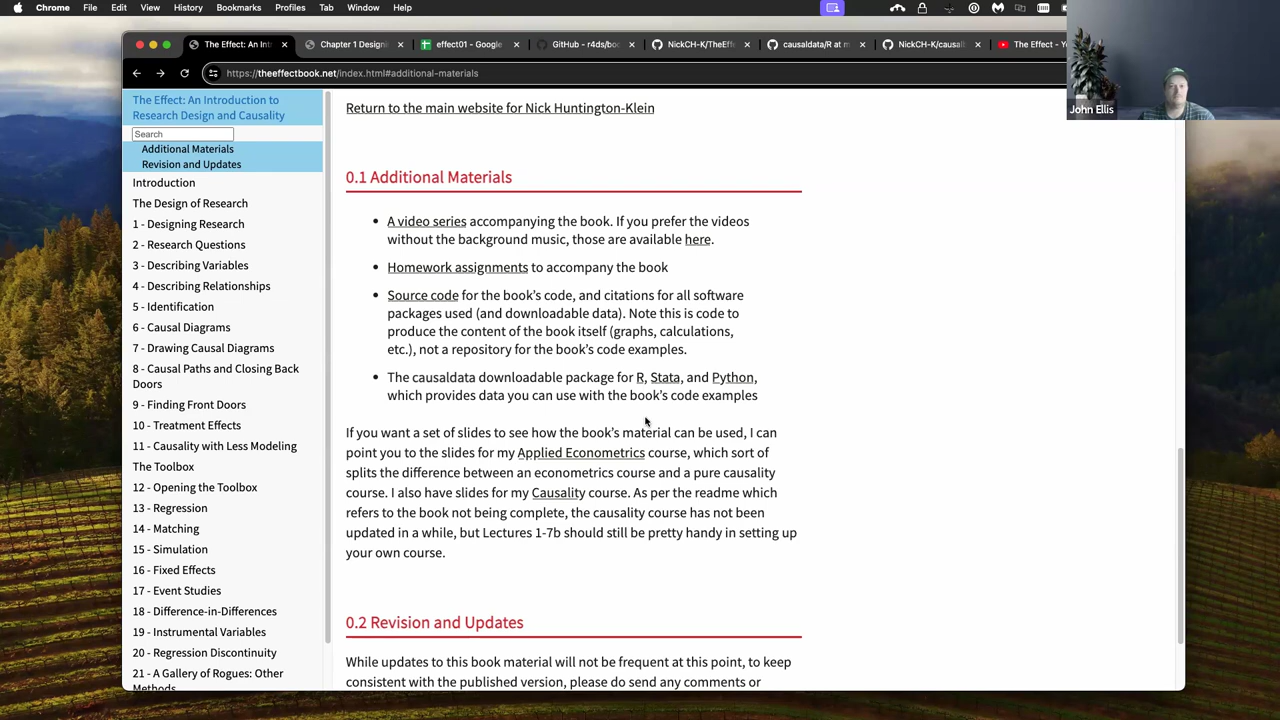 Chrome File Edit View History Bookmarks Profiles Tab Window Help
The Effect: An Int
Chapter 1 Designi
effect01 - Google
GitHub - r4ds/boo
NickCH-K/TheEffe
causaldata/R at m
NickCH-K/causal
The Effect - Yo
https://theeffectbook.net/index.html#additional-materials
John Ellis
The Effect: An Introduction to
Research Design and Causality
Search
Additional Materials
Revision and Updates
Introduction
The Design of Research
1 - Designing Research
2 - Research Questions
3 - Describing Variables
4 - Describing Relationships
5 - Identification
6 - Causal Diagrams
7 - Drawing Causal Diagrams
8 - Causal Paths and Closing Back
Doors
9 - Finding Front Doors
10 - Treatment Effects
11 - Causality with Less Modeling
The Toolbox
12 - Opening the Toolbox
13 - Regression
14 - Matching
15 - Simulation
16 - Fixed Effects
17 - Event Studies
18 - Difference-in-Differences
19 - Instrumental Variables
20 - Regression Discontinuity
21 - A Gallery of Rogues: Other
Methods
Return to the main website for Nick Huntington-Klein
0.1 Additional Materials
• A video series accompanying the book. If you prefer the videos
without the background music, those are available here.
• Homework assignments to accompany the book
• Source code for the book's code, and citations for all software
packages used (and downloadable data). Note this is code to
produce the content of the book itself (graphs, calculations,
etc.), not a repository for the book's code examples.
• The causaldata downloadable package for R, Stata, and Python,
which provides data you can use with the book's code examples
If you want a set of slides to see how the book's material can be used, I can
point you to the slides for my Applied Econometrics course, which sort of
splits the difference between an econometrics course and a pure causality
course. I also have slides for my Causality course. As per the readme which
refers to the book not being complete, the causality course has not been
updated in a while, but Lectures 1-7b should still be pretty handy in setting up
your own course.
0.2 Revision and Updates
While updates to this book material will not be frequent at this point, to keep
consistent with the published version, please do send any comments or